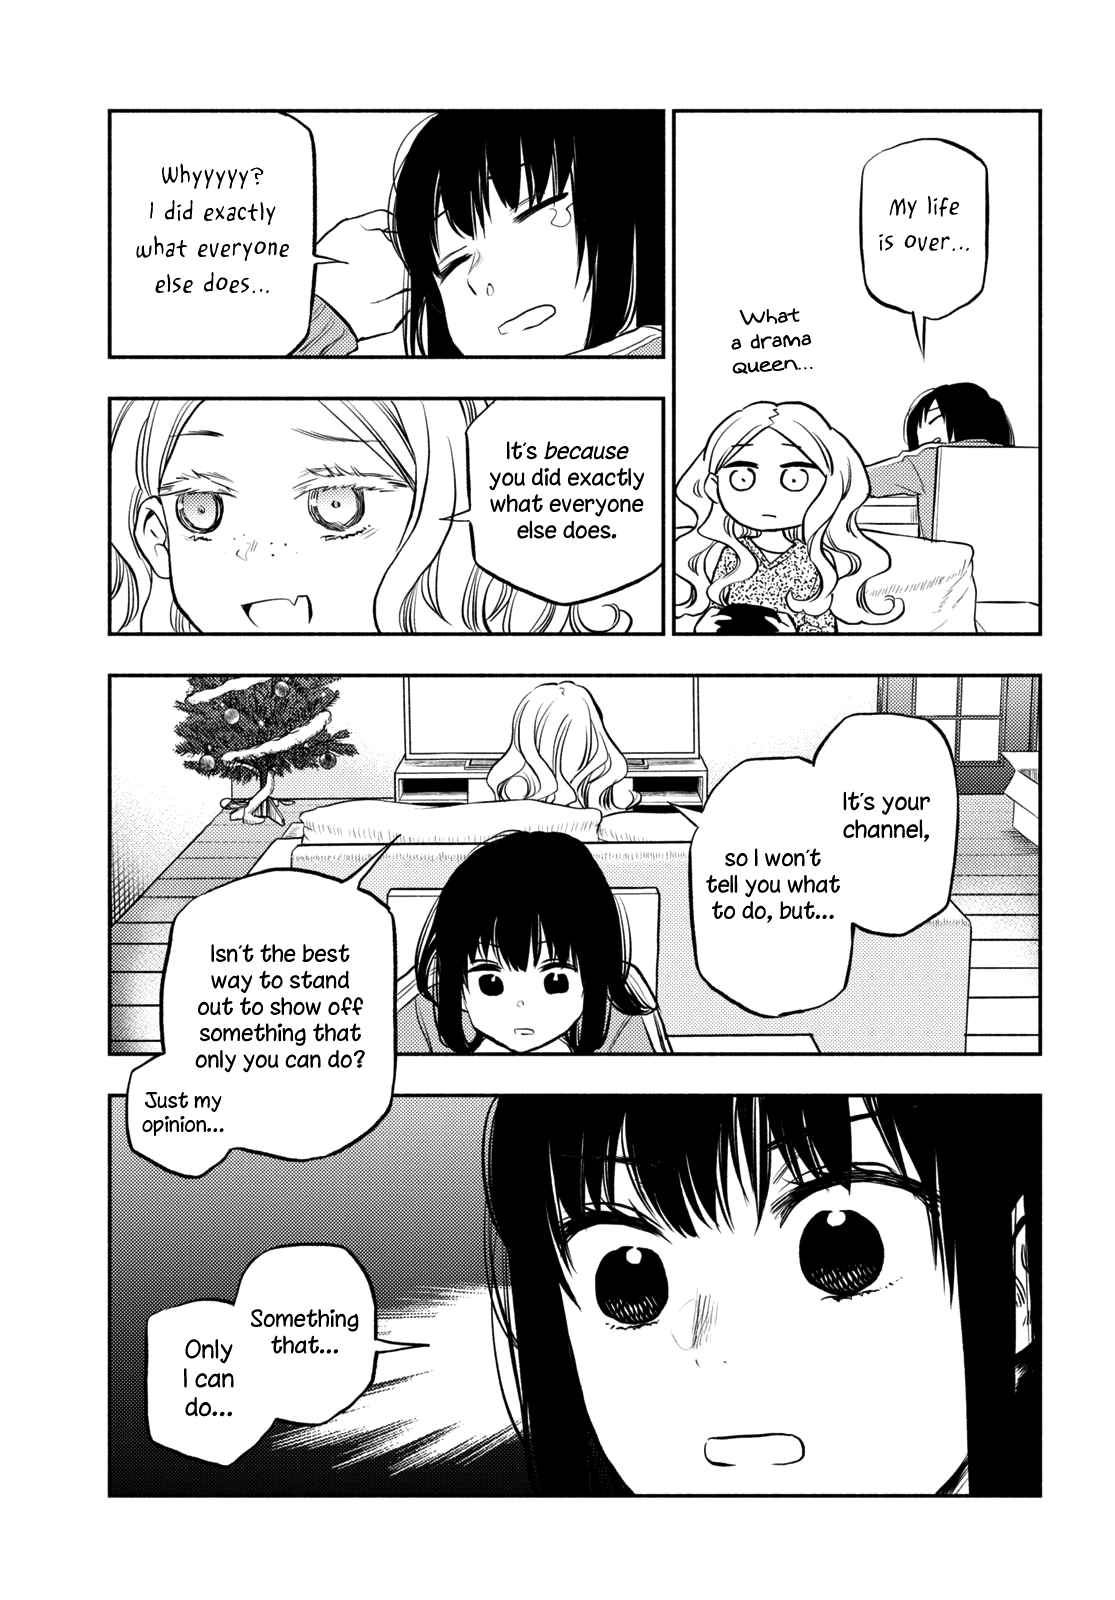 My life
is over...
What
a drama
queen...
Whyyyyy?
I did exactly
what everyone
else does...
It's because
you did exactly
what everyone
else does.
It's your
channel,
so I won't
tell you what
to do, but...
Isn't the best
way to stand
out to show off
something that
only you can do?
Just my
opinion...
Something
that...
Only
I can
do...